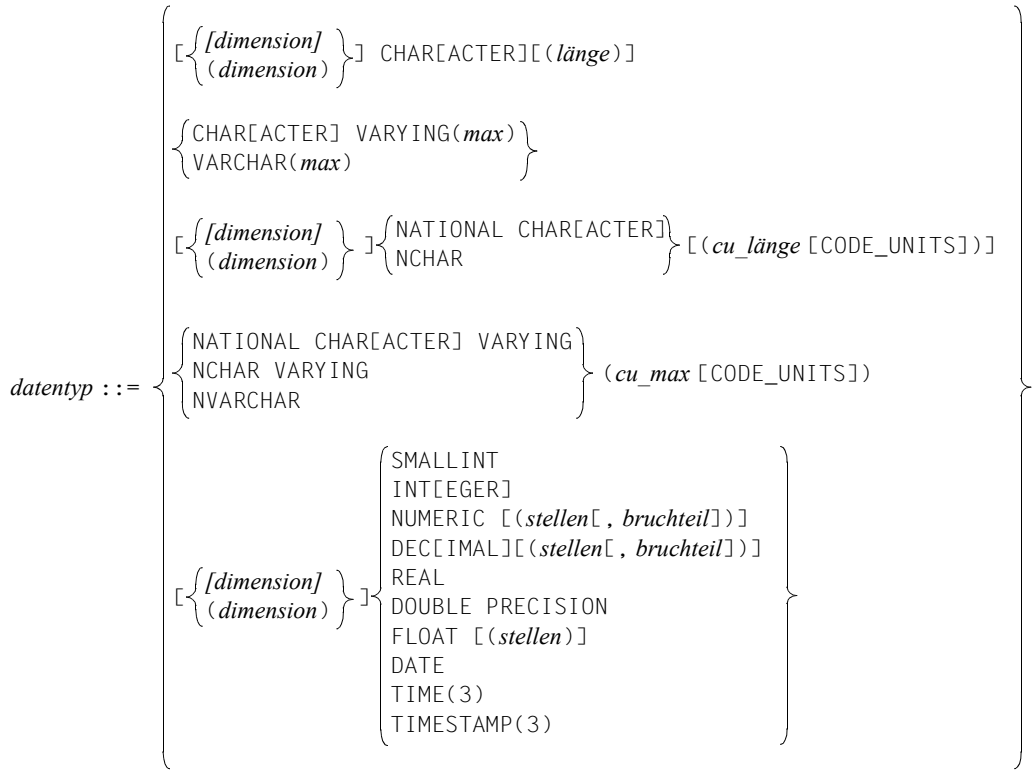 [ { [dimension] } ] CHAR[ACTER][(länge)]
(dimension)
CHAR[ACTER] VARYING(max)
VARCHAR(max)
[ { [dimension] } ] { NATIONAL CHAR[ACTER] } [(cu_länge [CODE_UNITS])]
(dimension) NCHAR
NATIONAL CHAR[ACTER] VARYING
datentyp ::= { NCHAR VARYING } (cu_max [CODE_UNITS])
NVARCHAR
SMALLINT
INT[EGER]
NUMERIC [(stellen[, bruchteil])]
DEC[IMAL][(stellen[, bruchteil])]
[ { [dimension] } ] REAL
(dimension) DOUBLE PRECISION
FLOAT [(stellen)]
DATE
TIME(3)
TIMESTAMP(3)